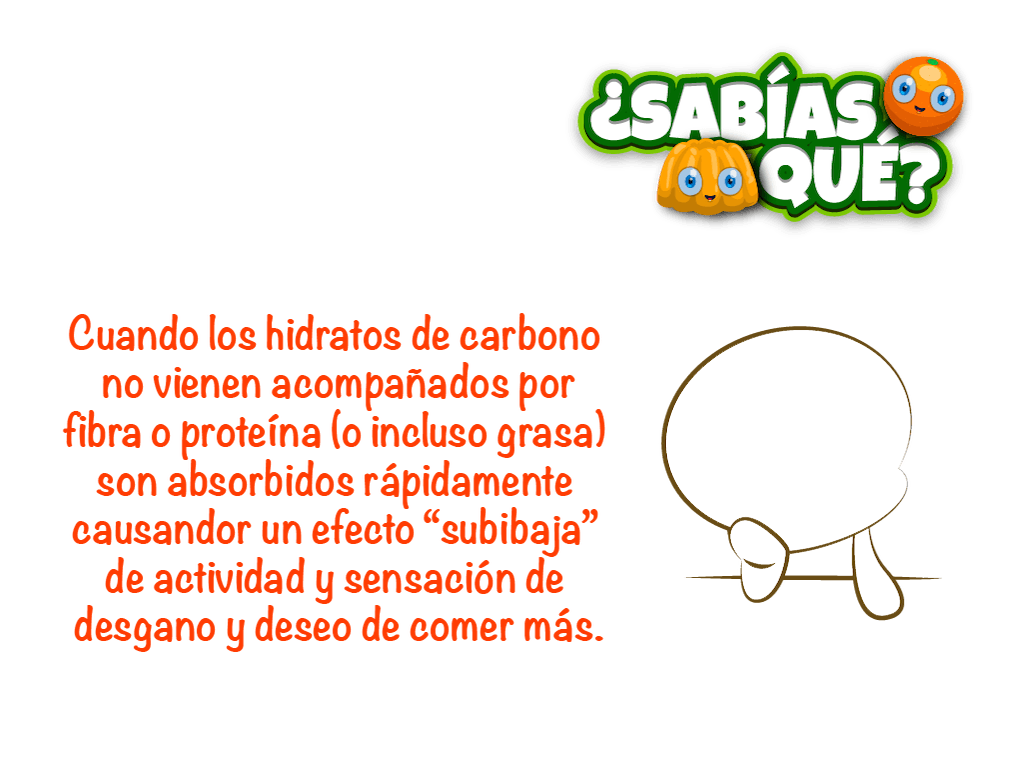 ¿SABÍAS
QUÉ?
Cuando los hidratos de carbono
no vienen acompañados por
fibra o proteína (o incluso grasa)
son absorbidos rápidamente
causandor un efecto “subibaja”
de actividad y sensación de
desgano y deseo de comer más.